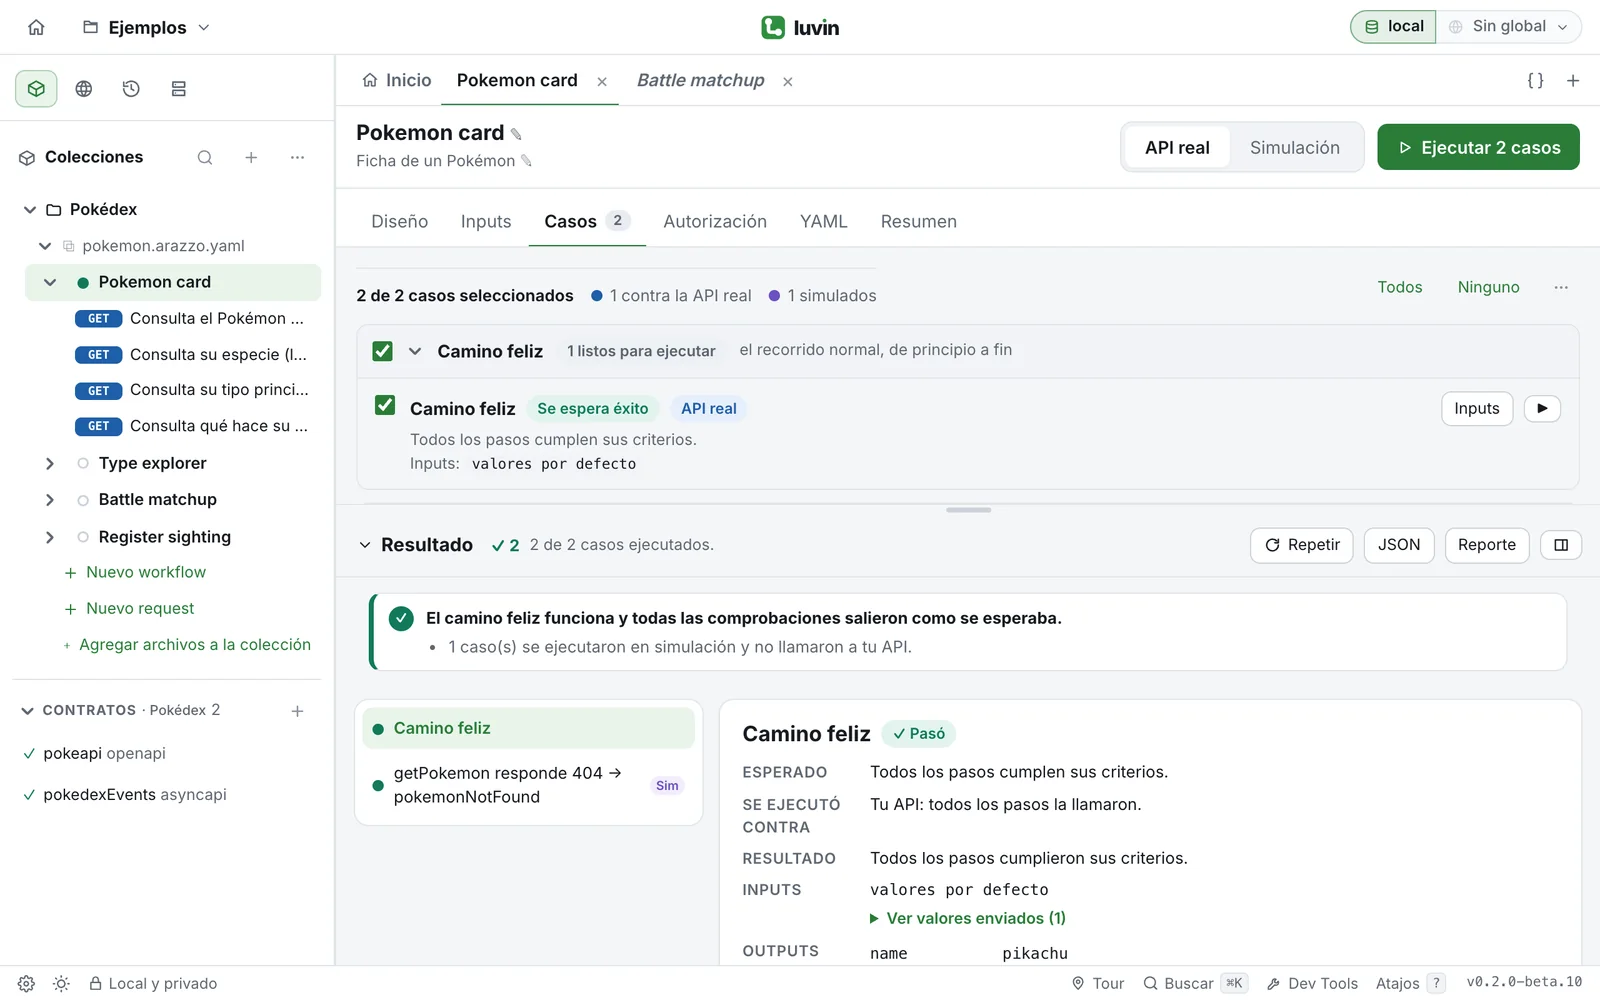 Ejemplos
luvin
local
Sin global
Inicio
Pokemon card
Battle matchup
{ }
Pokemon card
Ficha de un Pokémon
API real
Simulación
Ejecutar 2 casos
Colecciones
Pokédex
pokemon.arazzo.yaml
Pokemon card
GET Consulta el Pokémon ...
GET Consulta su especie (l...
GET Consulta su tipo princi...
GET Consulta qué hace su ...
Type explorer
Battle matchup
Register sighting
+ Nuevo workflow
+ Nuevo request
+ Agregar archivos a la colección
CONTRATOS · Pokédex 2
pokeapi openapi
pokedexEvents asyncapi
Diseño
Inputs
Casos 2
Autorización
YAML
Resumen
2 de 2 casos seleccionados
1 contra la API real
1 simulados
Todos
Ninguno
Camino feliz
1 listos para ejecutar
el recorrido normal, de principio a fin
Camino feliz
Se espera éxito
API real
Inputs
Todos los pasos cumplen sus criterios.
Inputs: valores por defecto
Resultado
2
2 de 2 casos ejecutados.
Repetir
JSON
Reporte
El camino feliz funciona y todas las comprobaciones salieron como se esperaba.
• 1 caso(s) se ejecutaron en simulación y no llamaron a tu API.
Camino feliz
getPokemon responde 404 →
pokemonNotFound
Sim
Camino feliz
Pasó
ESPERADO
Todos los pasos cumplen sus criterios.
SE EJECUTÓ
CONTRA
Tu API: todos los pasos la llamaron.
RESULTADO
Todos los pasos cumplieron sus criterios.
INPUTS
valores por defecto
Ver valores enviados (1)
OUTPUTS
name
pikachu
Local y privado
Tour
Buscar ⌘K
Dev Tools
Atajos ?
v0.2.0-beta.10